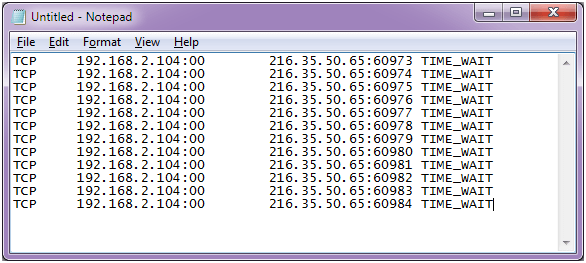 Untitled - Notepad
File Edit Format View Help
TCP 192.168.2.104:00 216.35.50.65:60973 TIME_WAIT
TCP 192.168.2.104:00 216.35.50.65:60974 TIME_WAIT
TCP 192.168.2.104:00 216.35.50.65:60975 TIME_WAIT
TCP 192.168.2.104:00 216.35.50.65:60976 TIME_WAIT
TCP 192.168.2.104:00 216.35.50.65:60977 TIME_WAIT
TCP 192.168.2.104:00 216.35.50.65:60978 TIME_WAIT
TCP 192.168.2.104:00 216.35.50.65:60979 TIME_WAIT
TCP 192.168.2.104:00 216.35.50.65:60980 TIME_WAIT
TCP 192.168.2.104:00 216.35.50.65:60981 TIME_WAIT
TCP 192.168.2.104:00 216.35.50.65:60982 TIME_WAIT
TCP 192.168.2.104:00 216.35.50.65:60983 TIME_WAIT
TCP 192.168.2.104:00 216.35.50.65:60984 TIME_WAIT